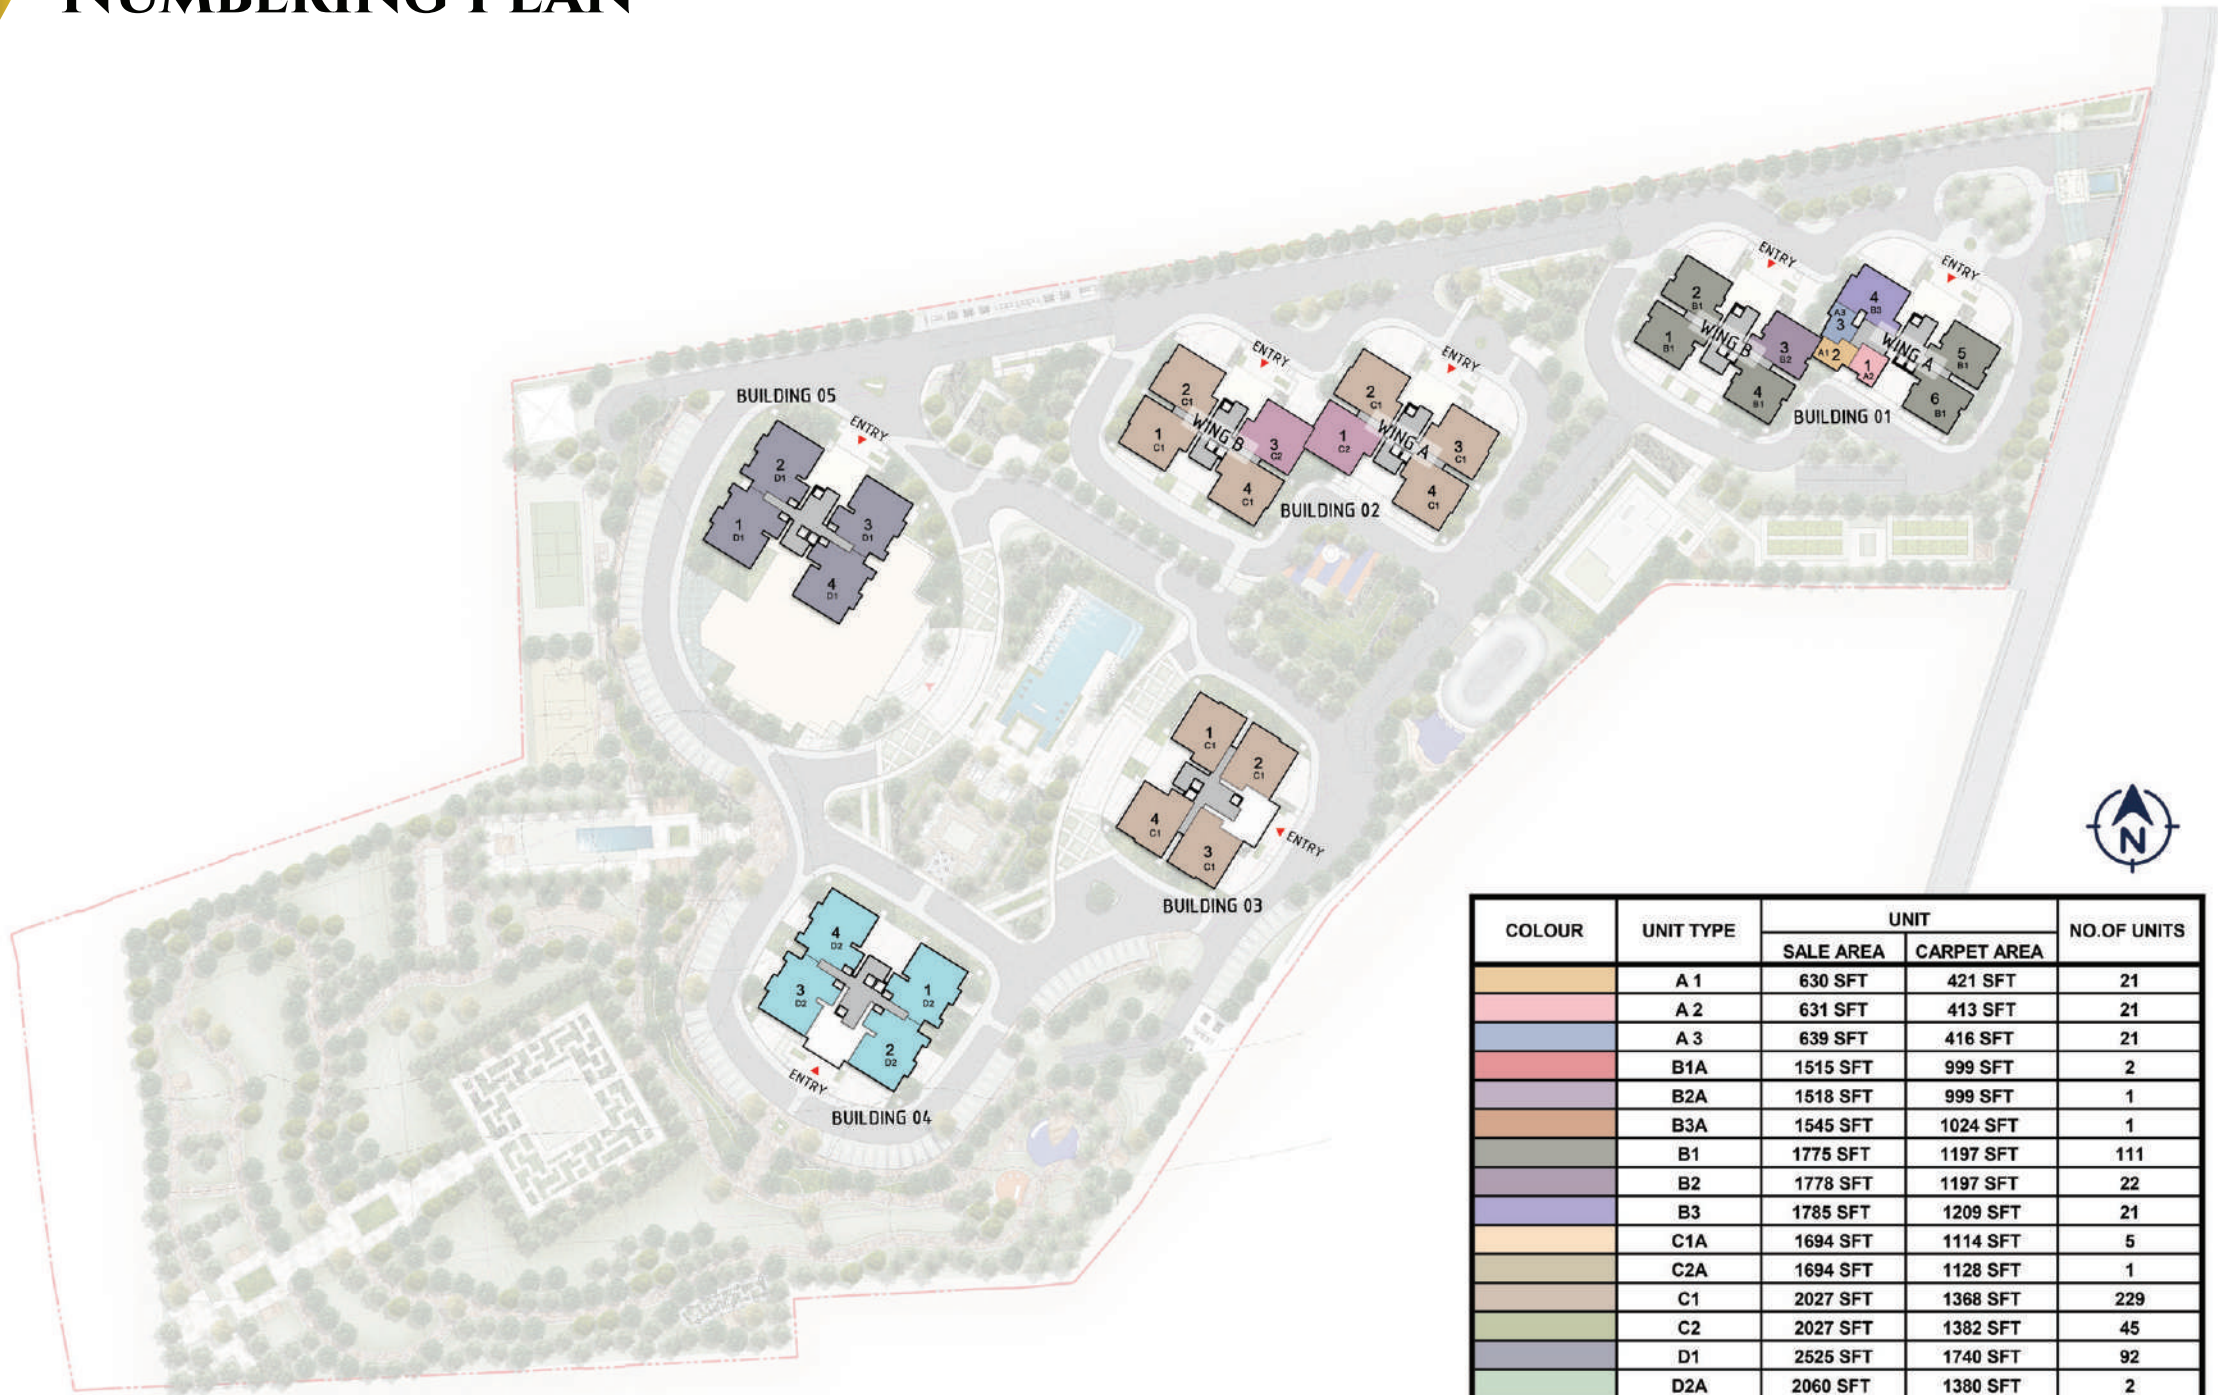 NUMBERING PLAN
ENTRY
ENTRY
2 B1
1 B1
WING B
3 B2
4 B1
4 B3
A3 3
A1 2
1 A2
WING A
5 B1
6 B1
BUILDING 01
ENTRY
ENTRY
2 C1
1 C1
WING B
3 C2
4 C1
2 C1
1 C2
WING A
3 C1
4 C1
BUILDING 02
BUILDING 05
ENTRY
2 D1
1 D1
3 D1
4 D1
1 C1
2 C1
4 C1
3 C1
ENTRY
BUILDING 03
4 D2
3 D2
1 D2
2 D2
ENTRY
BUILDING 04
N
COLOUR UNIT TYPE UNIT NO.OF UNITS
SALE AREA CARPET AREA
A 1 630 SFT 421 SFT 21
A 2 631 SFT 413 SFT 21
A 3 639 SFT 416 SFT 21
B1A 1515 SFT 999 SFT 2
B2A 1518 SFT 999 SFT 1
B3A 1545 SFT 1024 SFT 1
B1 1775 SFT 1197 SFT 111
B2 1778 SFT 1197 SFT 22
B3 1785 SFT 1209 SFT 21
C1A 1694 SFT 1114 SFT 5
C2A 1694 SFT 1128 SFT 1
C1 2027 SFT 1368 SFT 229
C2 2027 SFT 1382 SFT 45
D1 2525 SFT 1740 SFT 92
D2A 2060 SFT 1380 SFT 2